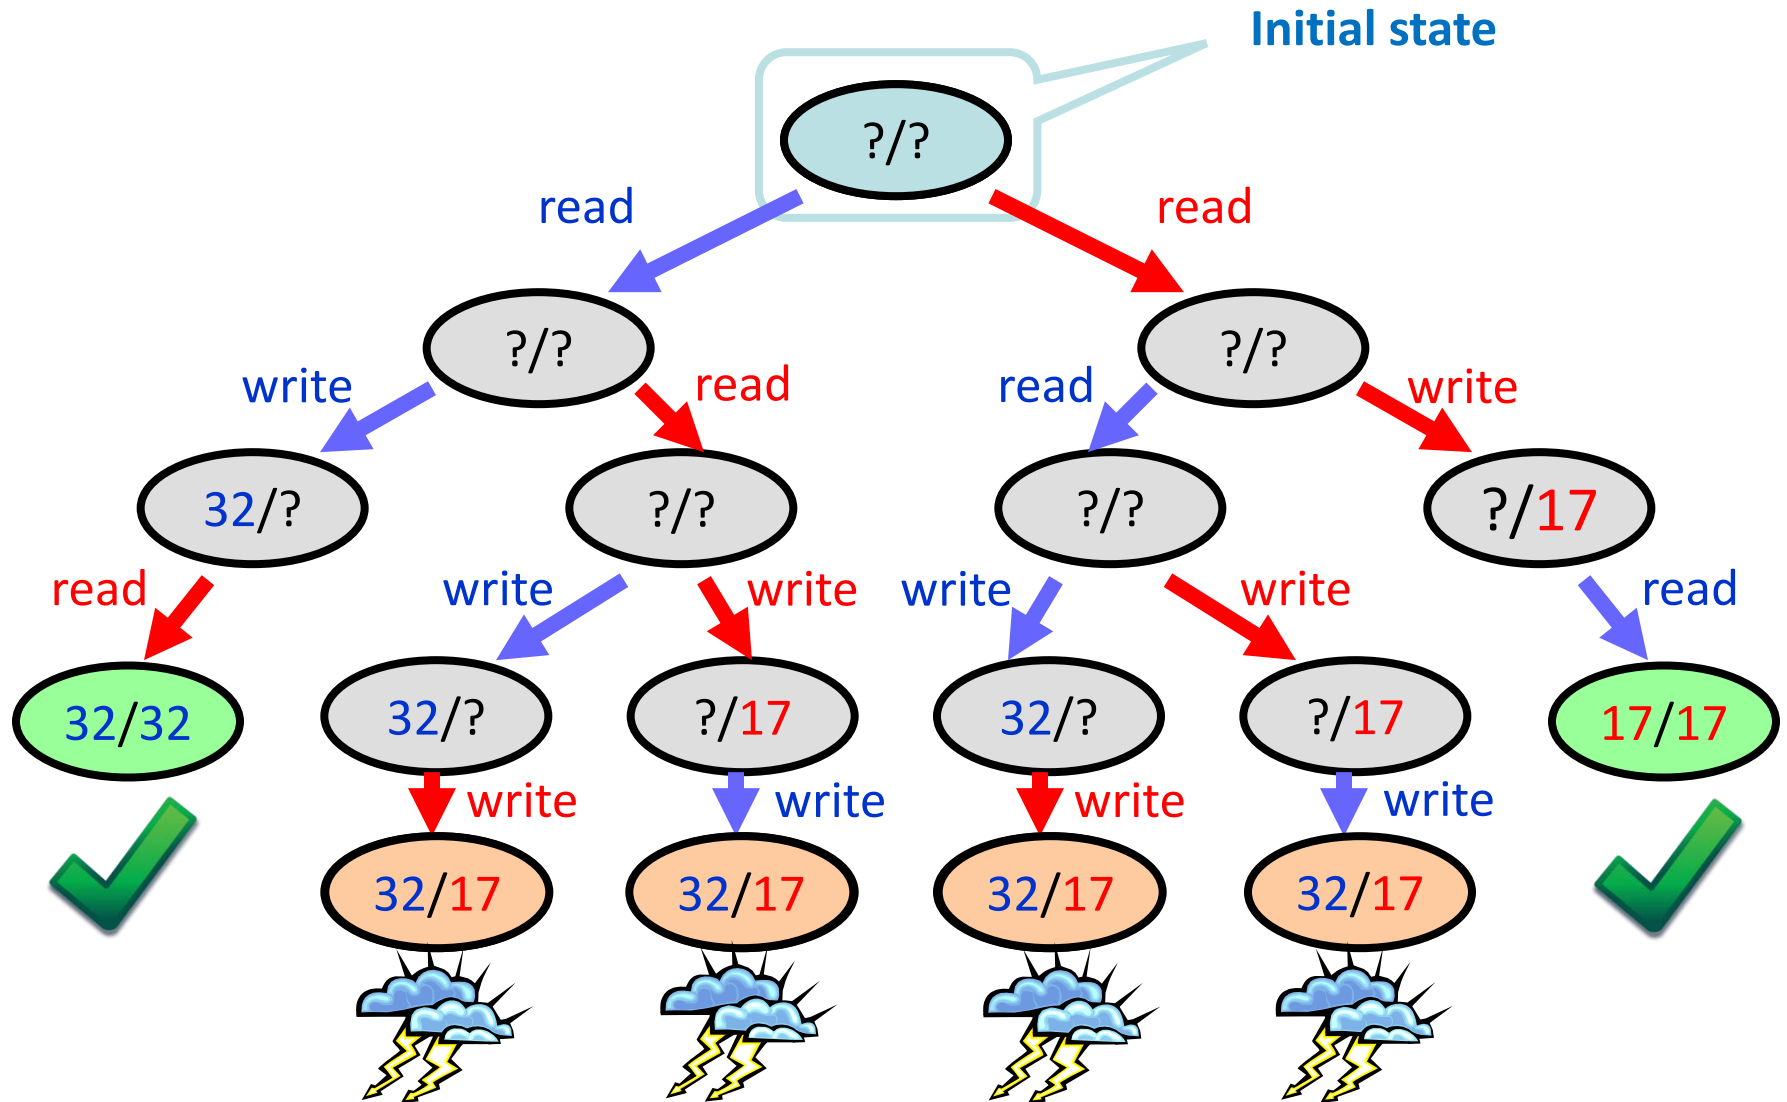 Initial state
?/?
read
read
?/?
?/?
write
read
read
write
32/?
?/?
?/?
?/17
read
write
write
write
write
read
32/32
32/?
?/17
32/?
?/17
17/17
write
write
write
write
32/17
32/17
32/17
32/17